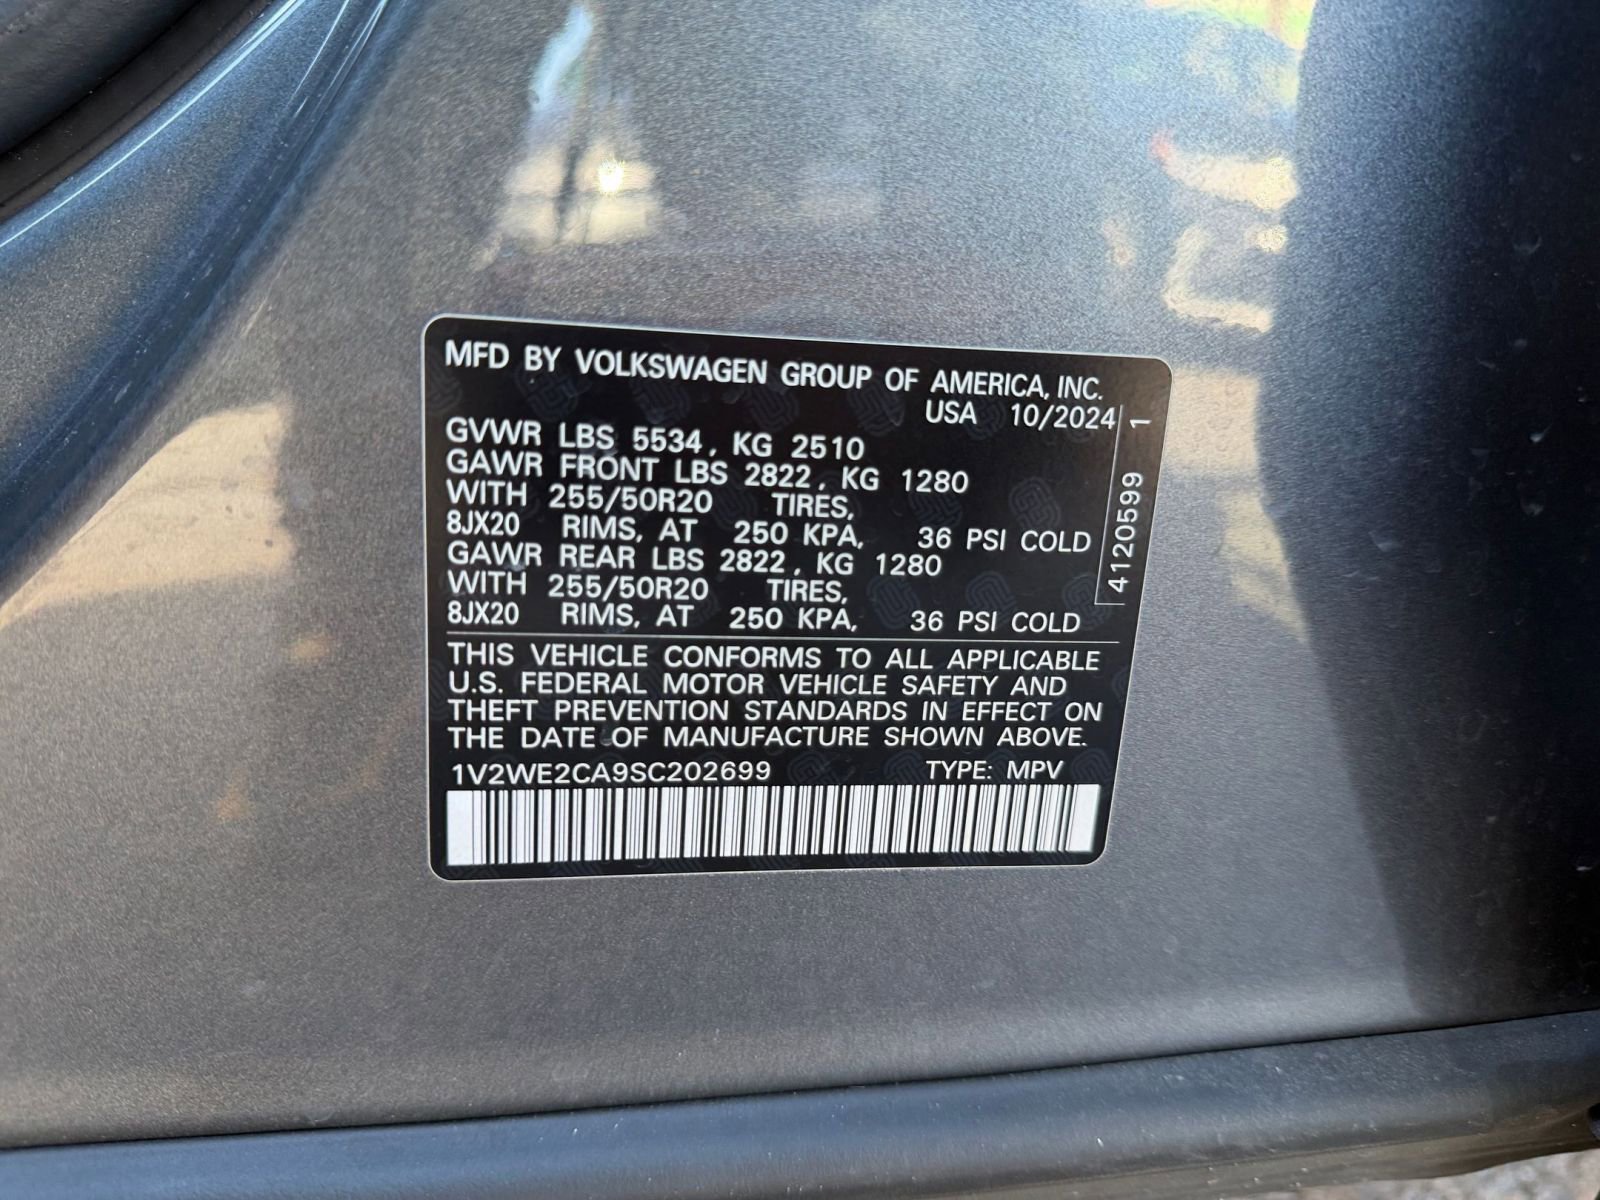 MFD BY VOLKSWAGEN GROUP OF AMERICA, INC.
USA 10/2024
GVWR LBS 5534, KG 2510
GAWR FRONT LBS 2822, KG 1280
WITH 255/50R20 TIRES,
8JX20 RIMS, AT 250 KPA, 36 PSI COLD
GAWR REAR LBS 2822, KG 1280
WITH 255/50R20 TIRES,
8JX20 RIMS, AT 250 KPA, 36 PSI COLD
4120599 1
THIS VEHICLE CONFORMS TO ALL APPLICABLE
U.S. FEDERAL MOTOR VEHICLE SAFETY AND
THEFT PREVENTION STANDARDS IN EFFECT ON
THE DATE OF MANUFACTURE SHOWN ABOVE.
1V2WE2CA9SC202699 TYPE: MPV